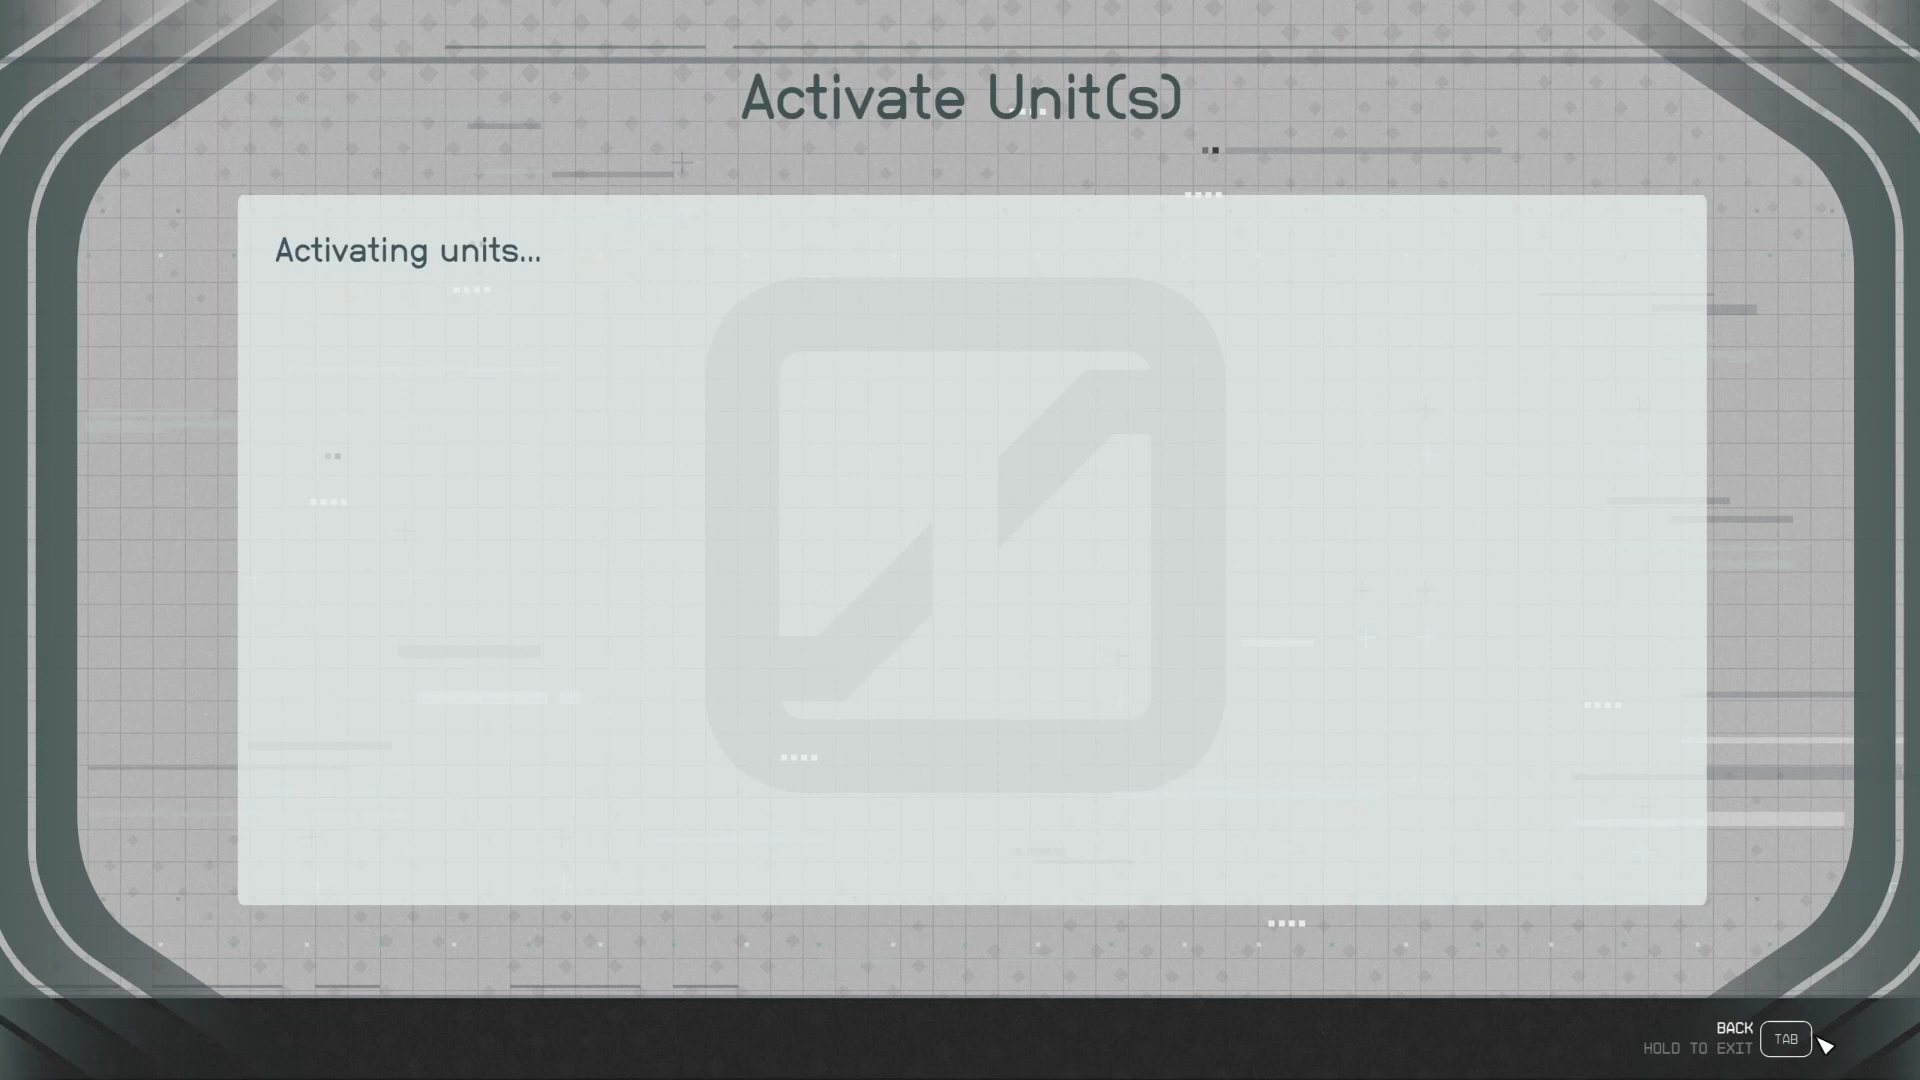 Activate Unit(s)
Activating units...
BACK
HOLD TO EXIT
TAB